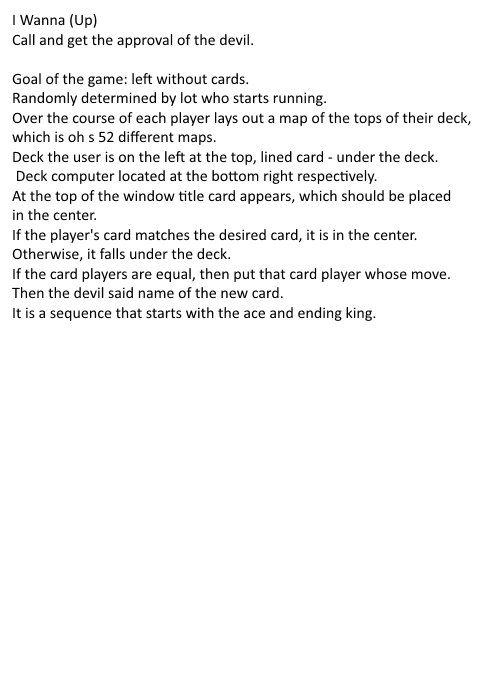 I Wanna (Up)
Call and get the approval of the devil.

Goal of the game: left without cards.
Randomly determined by lot who starts running.
Over the course of each player lays out a map of the tops of their deck,
which is oh s 52 different maps.
Deck the user is on the left at the top, lined card - under the deck.
Deck computer located at the bottom right respectively.
At the top of the window title card appears, which should be placed
in the center.
If the player's card matches the desired card, it is in the center.
Otherwise, it falls under the deck.
If the card players are equal, then put that card player whose move.
Then the devil said name of the new card.
It is a sequence that starts with the ace and ending king.